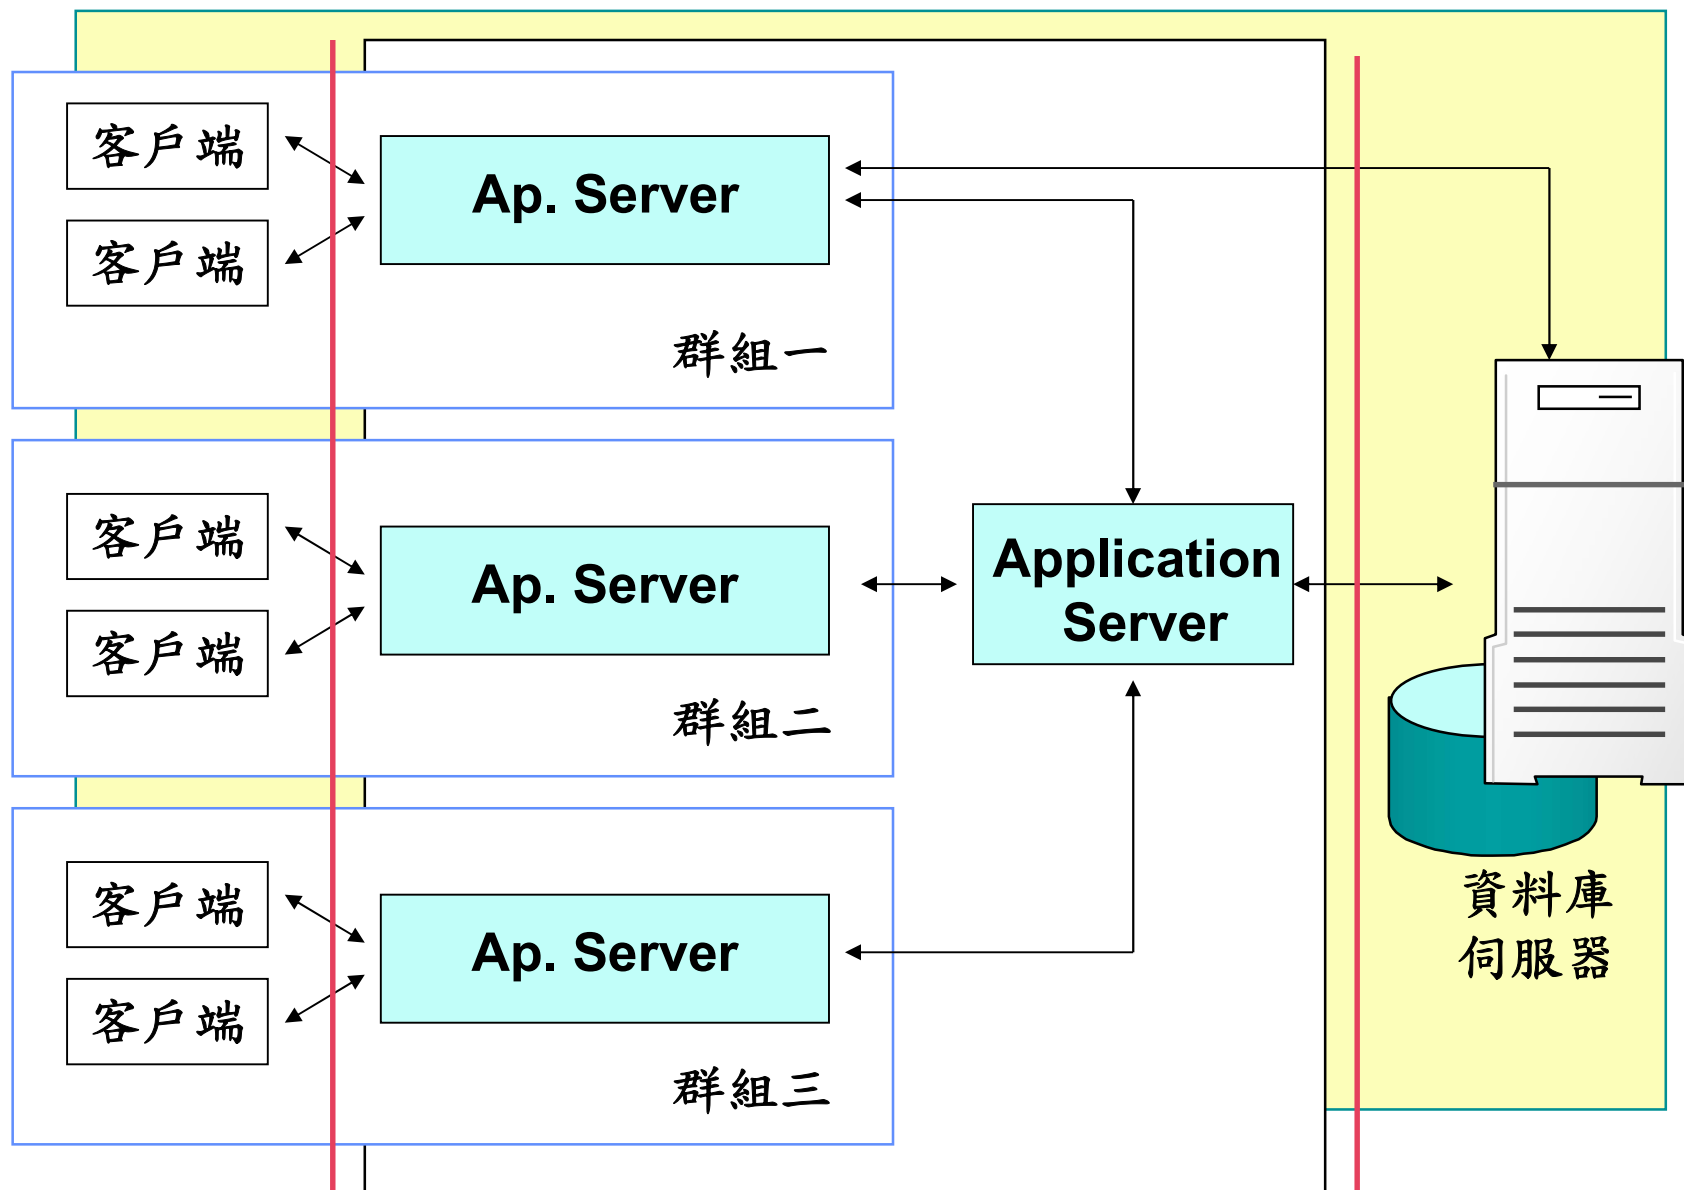 客戶端
客戶端
Ap. Server
群組一
客戶端
客戶端
Ap. Server
群組二
客戶端
客戶端
Ap. Server
群組三
Application
Server
資料庫
伺服器